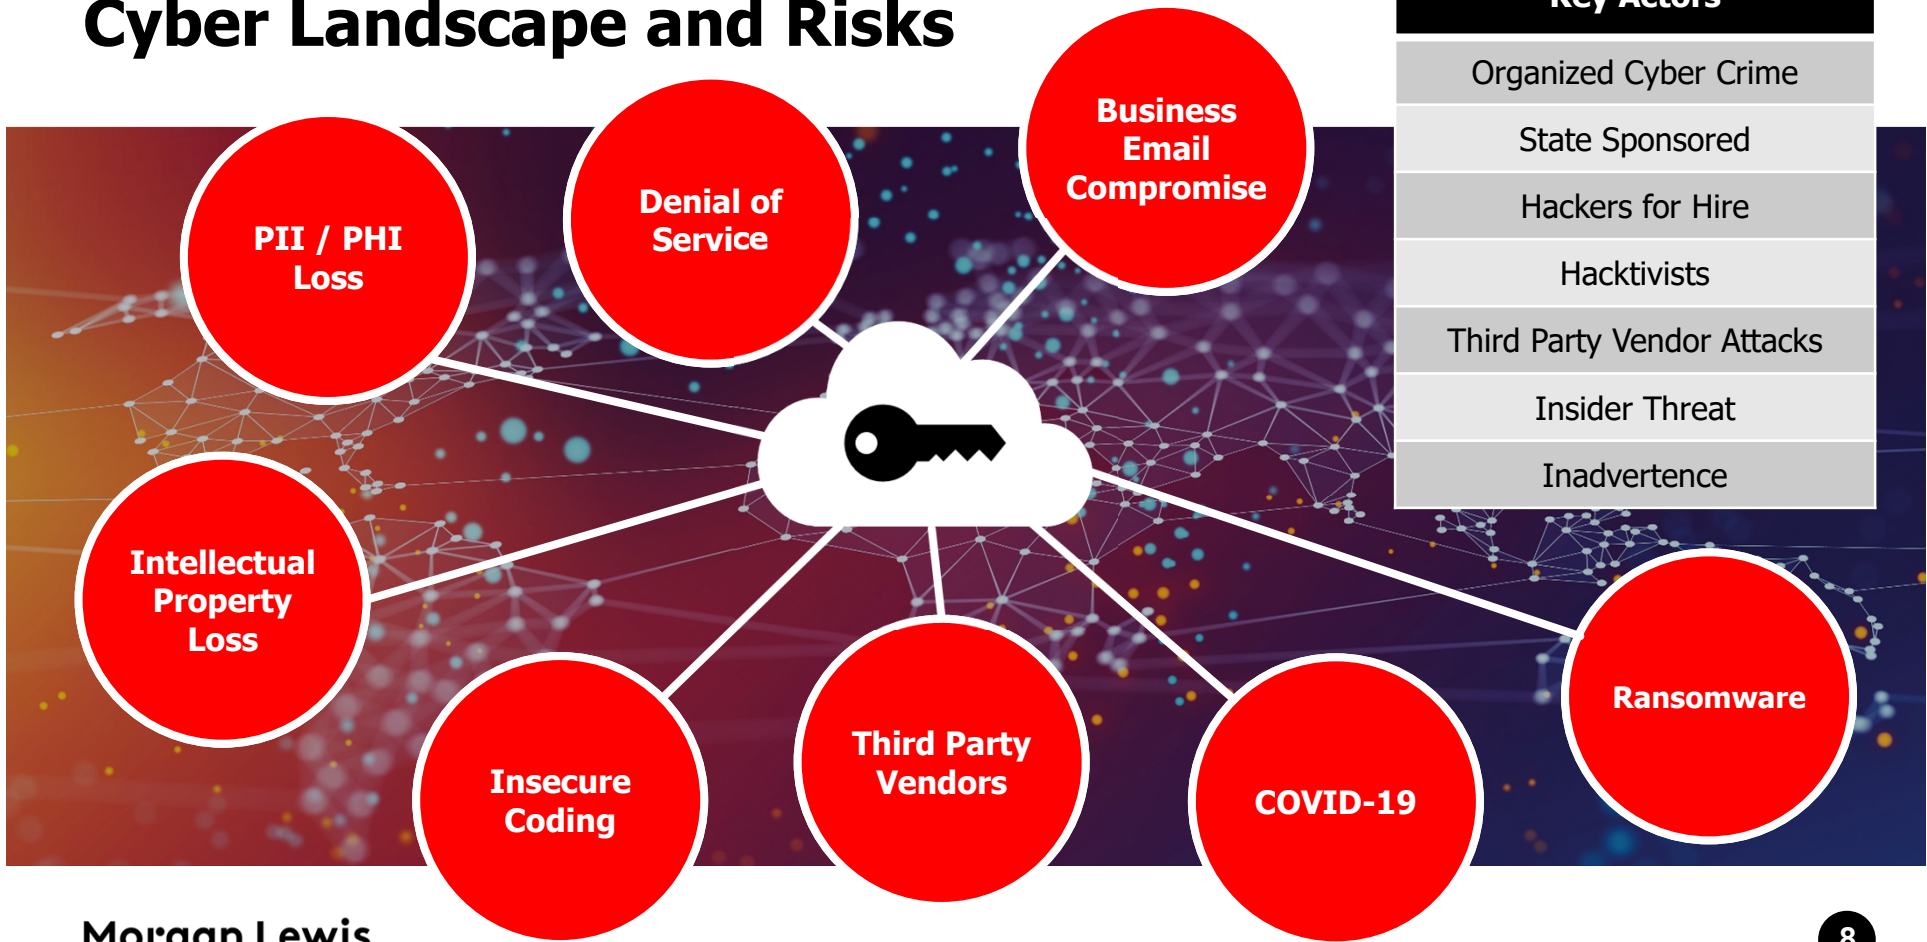 Cyber Landscape and Risks
Key Actors
Organized Cyber Crime
State Sponsored
Hackers for Hire
Hacktivists
Third Party Vendor Attacks
Insider Threat
Inadvertence
Business
Email
Compromise
Denial of
Service
PII / PHI
Loss
Intellectual
Property
Loss
Insecure
Coding
Third Party
Vendors
COVID-19
Ransomware
Morgan Lewis
8